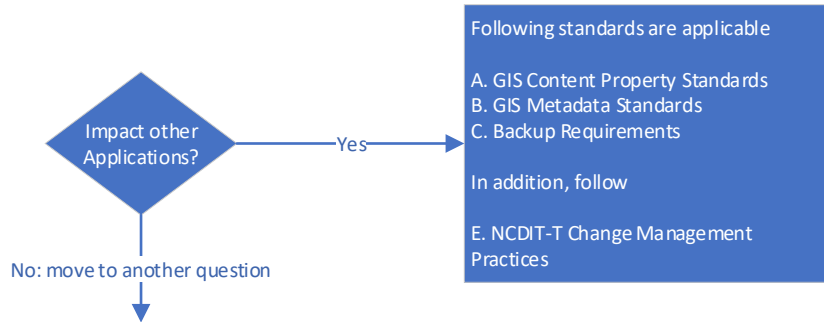 Impact other
Applications?
Yes
No: move to another question
Following standards are applicable
A. GIS Content Property Standards
B. GIS Metadata Standards
C. Backup Requirements
In addition, follow
E. NCDIT-T Change Management
Practices